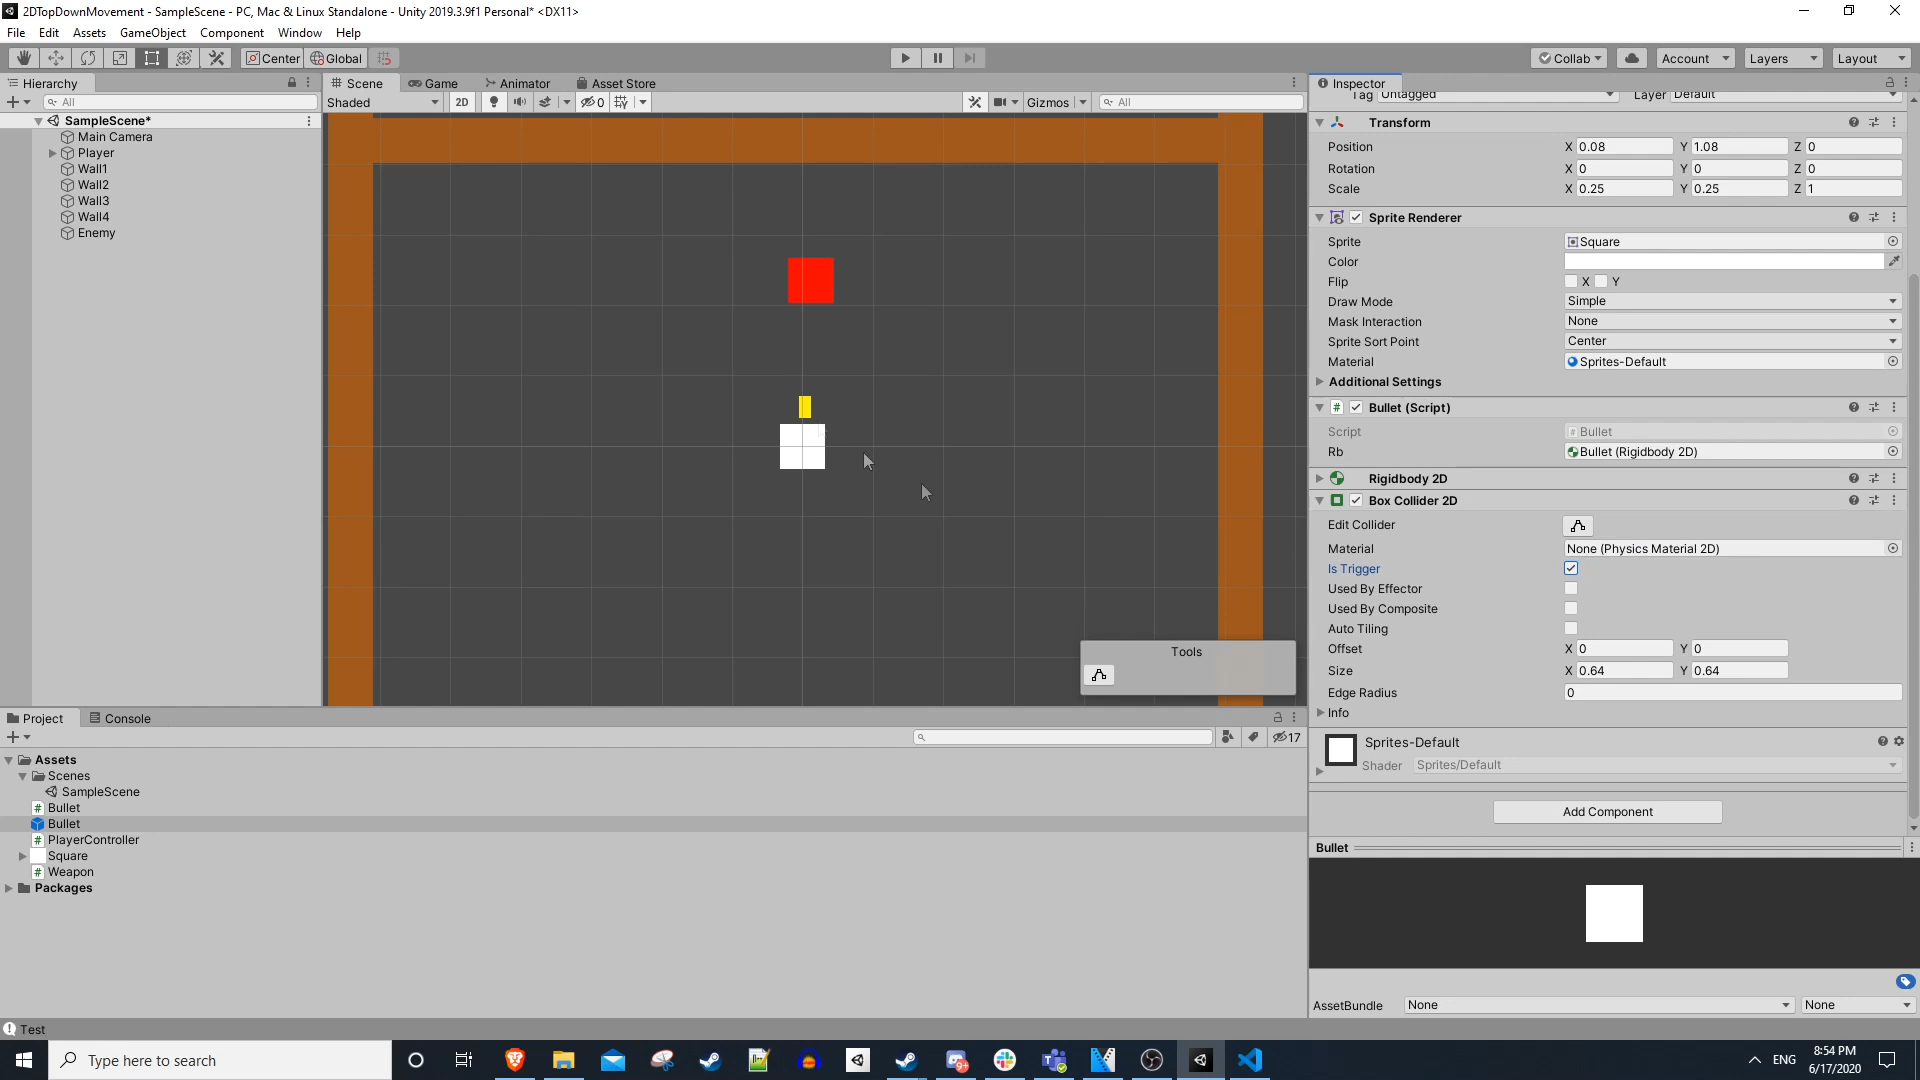 2DTopDownMovement - SampleScene - PC, Mac & Linux Standalone - Unity 2019.3.9f1 Personal* <DX11>
File Edit Assets GameObject Component Window Help
Center Global Collab Account Layers Layout
Hierarchy
All
SampleScene*
Main Camera
Player
Wall1
Wall2
Wall3
Wall4
Enemy
Scene Game Animator Asset Store
Shaded 2D 0 Gizmos All
Tools
Inspector
Tag Untagged Layer Default
Transform
Position X 0.08 Y 1.08 Z 0
Rotation X 0 Y 0 Z 0
Scale X 0.25 Y 0.25 Z 1
Sprite Renderer
Sprite Square
Color
Flip X Y
Draw Mode Simple
Mask Interaction None
Sprite Sort Point Center
Material Sprites-Default
Additional Settings
# Bullet (Script)
Script # Bullet
Rb Bullet (Rigidbody 2D)
Rigidbody 2D
Box Collider 2D
Edit Collider
Material None (Physics Material 2D)
Is Trigger
Used By Effector
Used By Composite
Auto Tiling
Offset X 0 Y 0
Size X 0.64 Y 0.64
Edge Radius 0
Info
Sprites-Default
Shader Sprites/Default
Add Component
Bullet
AssetBundle None None
Project Console
17
Assets
Scenes
SampleScene
# Bullet
Bullet
# PlayerController
Square
# Weapon
Packages
Test
Type here to search
9+
ENG
8:54 PM
6/17/2020